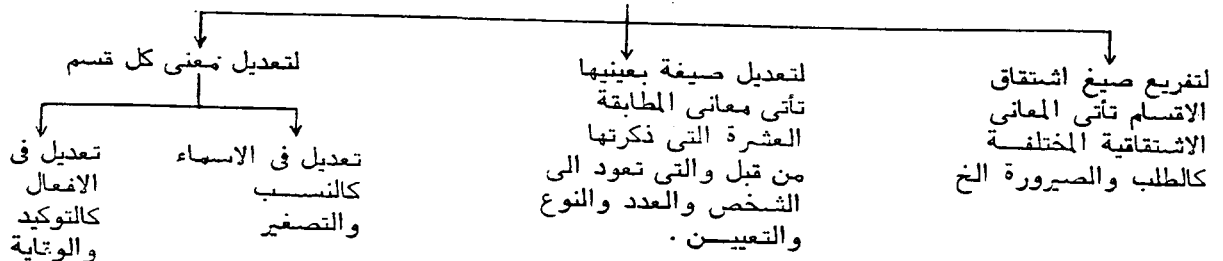 لتفريع صيغ اشتقاق
الاقسام تأتى المعانى
الاشتقاقية المختلفة
كالطلب والصيرورة الخ
لتعديل صيغة بعينيها
تأتى معانى المطابقة
العشرة التى ذكرتها
من قبل والتى تعود الى
الشخص والعدد والنوع
والتعيين .
لتعديل معنى كل قسم
تعديل فى الاسماء
كالنسب
والتصغير
تعديل فى
الافعال
كالتوكيد
والوقاية